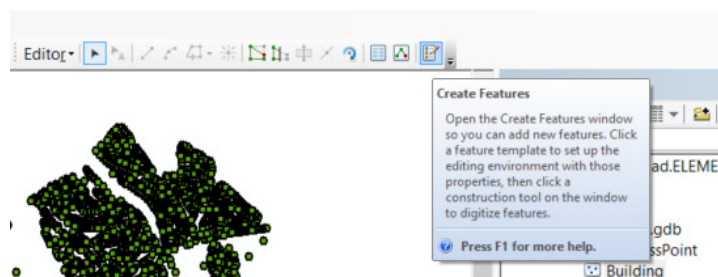 Editor
Create Features
Open the Create Features window
so you can add new features. Click
a feature template to set up the
editing environment with those
properties, then click a
construction tool on the window
to digitize features.
Press F1 for more help.
ad.ELEME
.gdb
ssPoint
Building